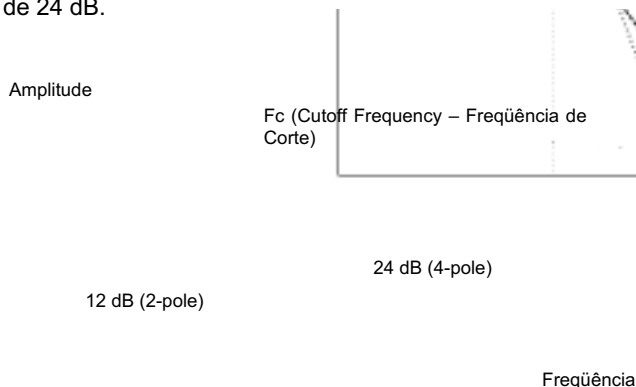 de 24 dB.
Amplitude
Fc (Cutoff Frequency – Freqüência de
Corte)
24 dB (4-pole)
12 dB (2-pole)
Freqüência